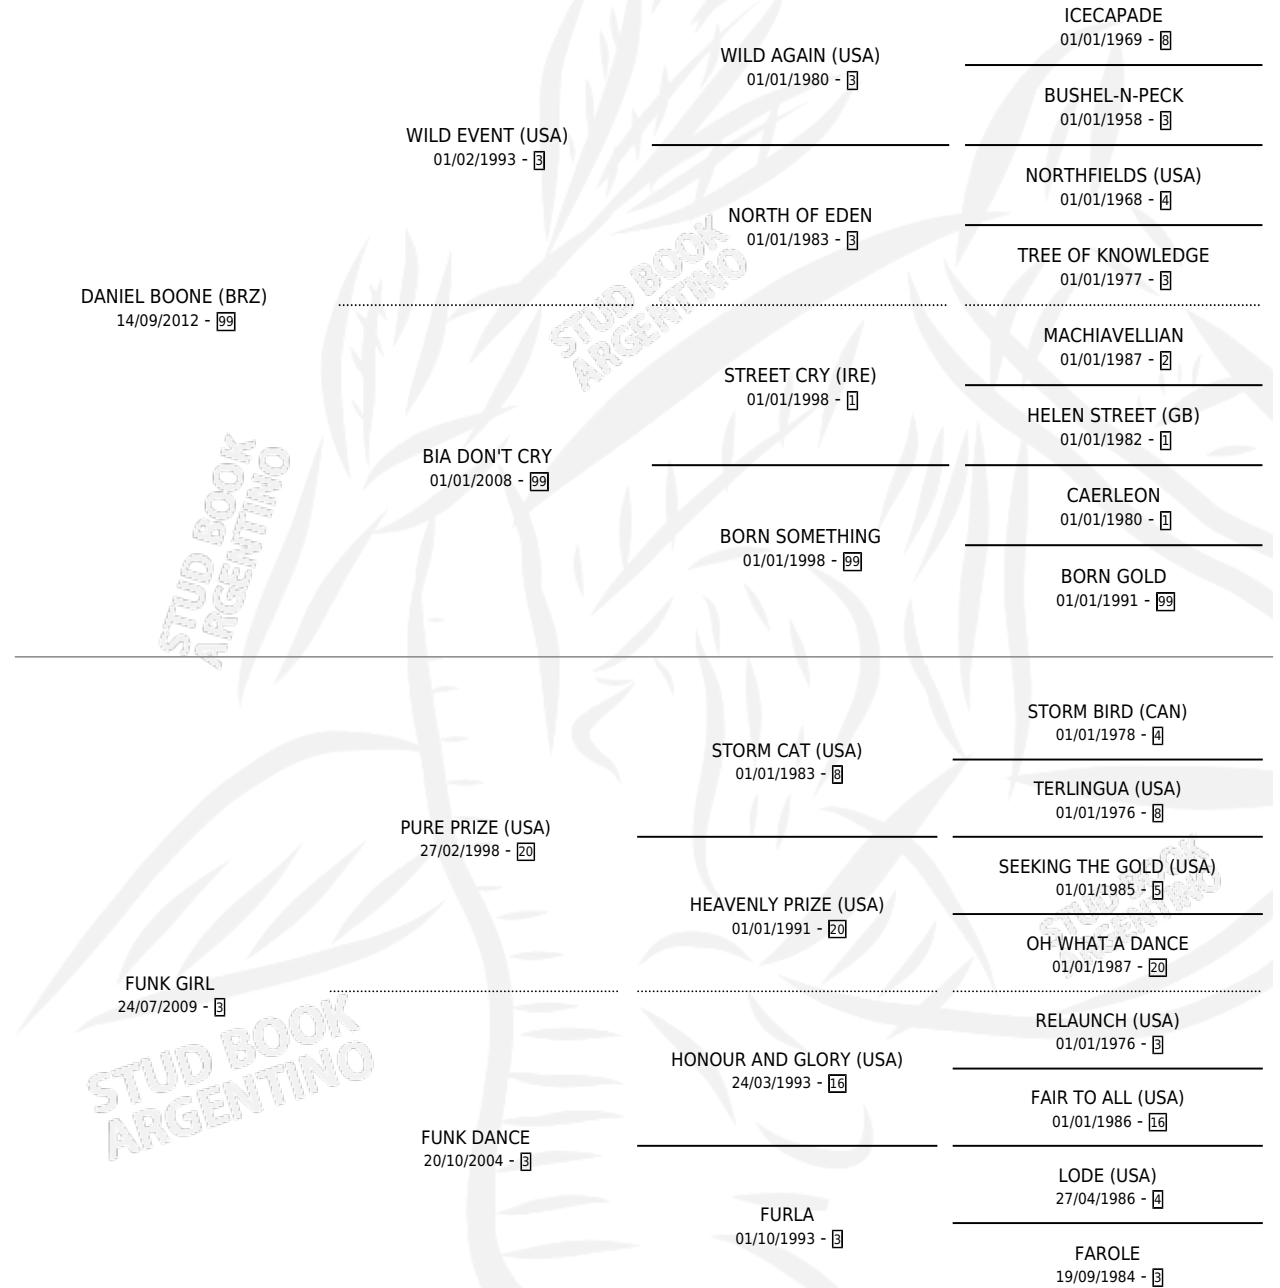 ICECAPADE
01/01/1969 - 8
WILD AGAIN (USA)
01/01/1980 - 3
BUSHEL-N-PECK
01/01/1958 - 3
WILD EVENT (USA)
01/02/1993 - 3
NORTHFIELDS (USA)
01/01/1968 - 4
NORTH OF EDEN
01/01/1983 - 3
TREE OF KNOWLEDGE
01/01/1977 - 3
DANIEL BOONE (BRZ)
14/09/2012 - 99
STUD BOOK
ARGENTINO
MACHIAVELLIAN
01/01/1987 - 2
STREET CRY (IRE)
01/01/1998 - 1
HELEN STREET (GB)
01/01/1982 - 1
BIA DON'T CRY
01/01/2008 - 99
CAERLEON
01/01/1980 - 1
BORN SOMETHING
01/01/1998 - 99
BORN GOLD
01/01/1991 - 99
STUD BOOK
ARGENTINO
STORM BIRD (CAN)
01/01/1978 - 4
STORM CAT (USA)
01/01/1983 - 8
TERLINGUA (USA)
01/01/1976 - 8
PURE PRIZE (USA)
27/02/1998 - 20
SEEKING THE GOLD (USA)
01/01/1985 - 5
HEAVENLY PRIZE (USA)
01/01/1991 - 20
STUD BOOK
ARGENTINO
OH WHAT A DANCE
01/01/1987 - 20
FUNK GIRL
24/07/2009 - 3
RELAUNCH (USA)
01/01/1976 - 3
HONOUR AND GLORY (USA)
24/03/1993 - 16
STUD BOOK
ARGENTINO
FAIR TO ALL (USA)
01/01/1986 - 16
FUNK DANCE
20/10/2004 - 3
LODE (USA)
27/04/1986 - 4
FURLA
01/10/1993 - 3
FAROLE
19/09/1984 - 3